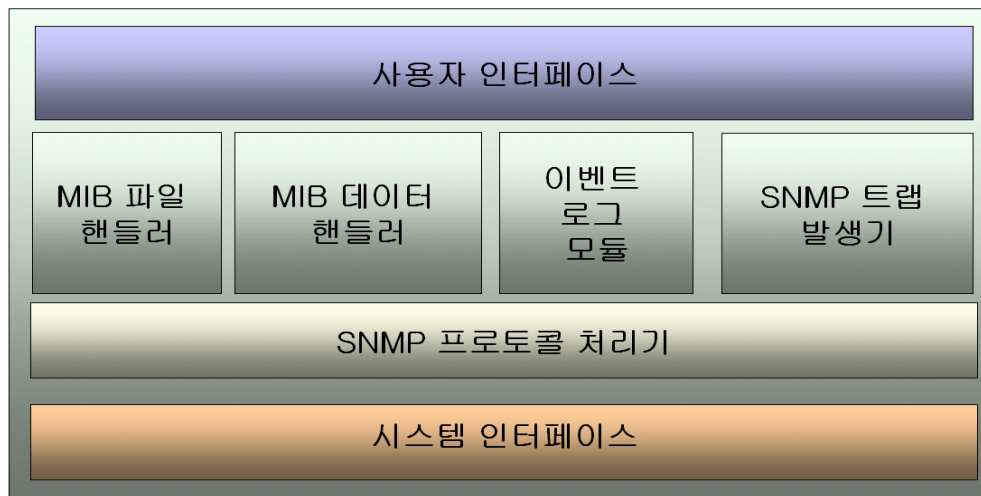 사용자 인터페이스
MIB 파일
핸들러
MIB 데이터
핸들러
이벤트
로그
모듈
SNMP 트랩
발생기
SNMP 프로토콜 처리기
시스템 인터페이스